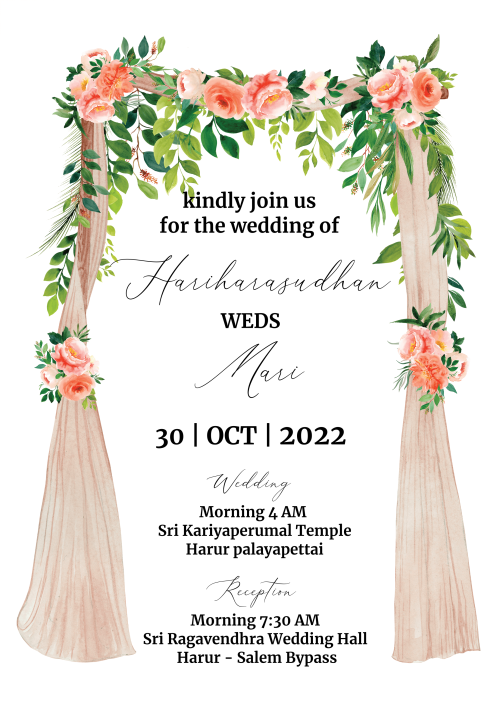 kindly join us
for the wedding of
Hariharasudhan
WEDS
Mari
30 | OCT | 2022
Wedding
Morning 4 AM
Sri Kariyaperumal Temple
Harur palayapettai
Reception
Morning 7:30 AM
Sri Ragavendhra Wedding Hall
Harur - Salem Bypass